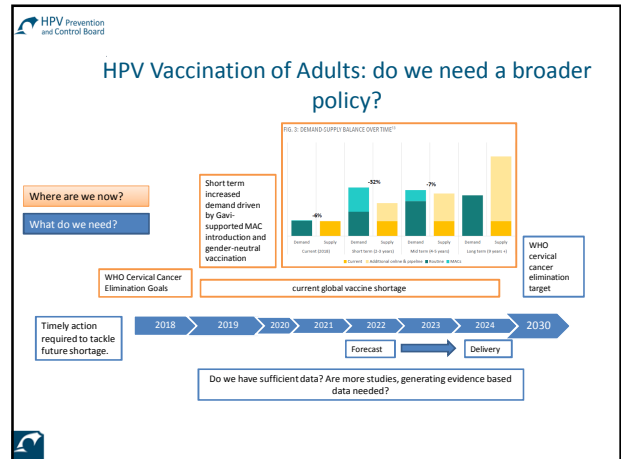 HPV Prevention
and Control Board
HPV Vaccination of Adults: do we need a broader
policy?
FIG. 3: DEMAND-SUPPLY BALANCE OVER TIME
-6%
-32%
-7%
Demand Supply Demand Supply Demand Supply Demand Supply
Current (2018) Short term (2-3 years) Mid term (4-5 years) Long term (9 years +)
Current Additional online & pipeline Routine MACs
Short term
increased
demand driven
by Gavi-
supported MAC
introduction and
gender-neutral
vaccination
Where are we now?
What do we need?
WHO
cervical
cancer
elimination
target
WHO Cervical Cancer
Elimination Goals
current global vaccine shortage
Timely action
required to tackle
future shortage.
2018 2019 2020 2021 2022 2023 2024 2030
Forecast Delivery
Do we have sufficient data? Are more studies, generating evidence based
data needed?